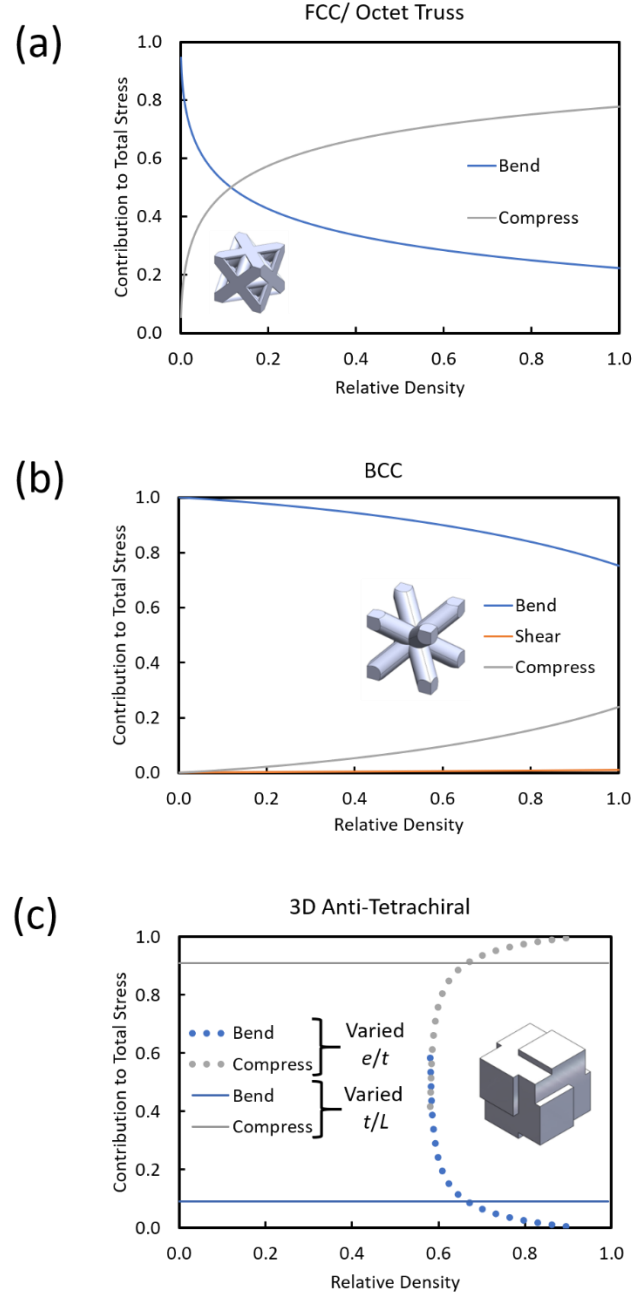 FCC/ Octet Truss
(a)
Contribution to Total Stress
1.0
0.8
0.6
0.4
0.2
0.0
Bend
Compress
0.0 0.2 0.4 0.6 0.8 1.0
Relative Density
BCC
(b)
Contribution to Total Stress
1.0
0.8
0.6
0.4
0.2
0.0
Bend
Shear
Compress
0.0 0.2 0.4 0.6 0.8 1.0
Relative Density
3D Anti-Tetrachiral
(c)
Contribution to Total Stress
1.0
0.8
0.6
0.4
0.2
0.0
Bend
Compress
Varied
e/t
Bend
Compress
Varied
t/L
0.0 0.2 0.4 0.6 0.8 1.0
Relative Density